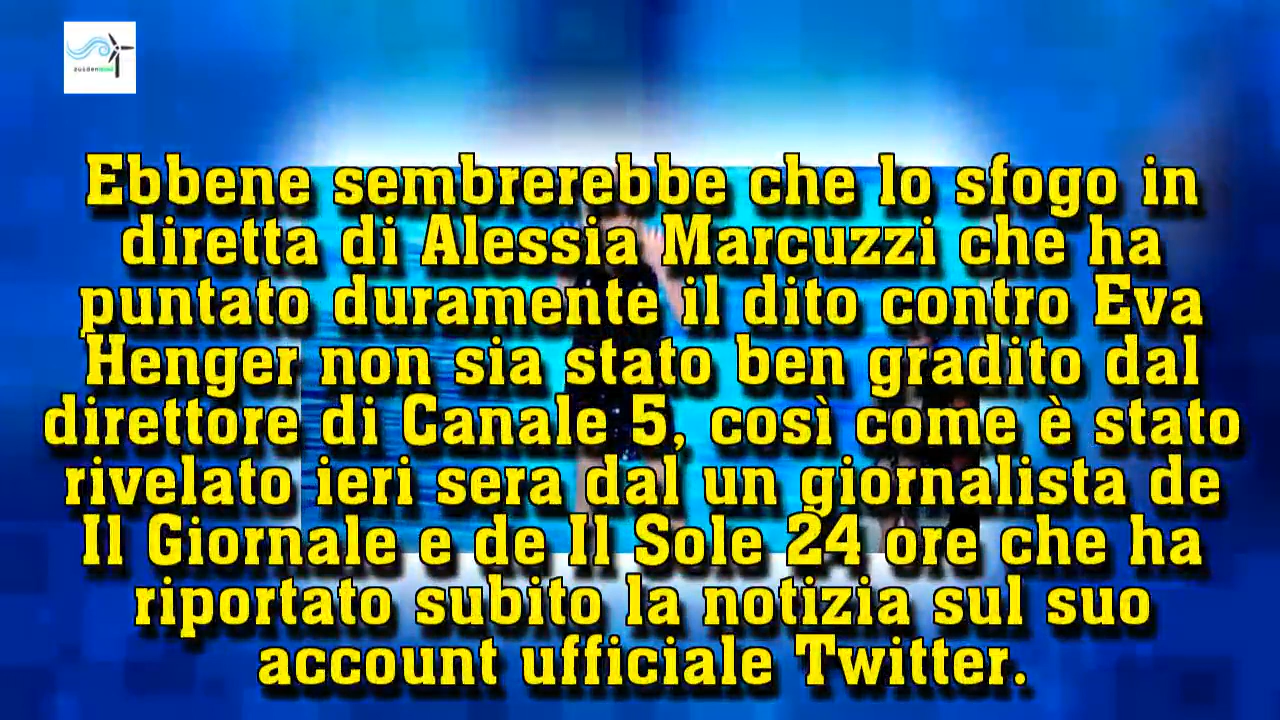 Ebbene sembrerebbe che lo sfogo in
diretta di Alessia Marcuzzi che ha
puntato duramente il dito contro Eva
Henger non sia stato ben gradito dal
direttore di Canale 5, così come è stato
rivelato ieri sera dal un giornalista de
Il Giornale e de Il Sole 24 ore che ha
riportato subito la notizia sul suo
account ufficiale Twitter.